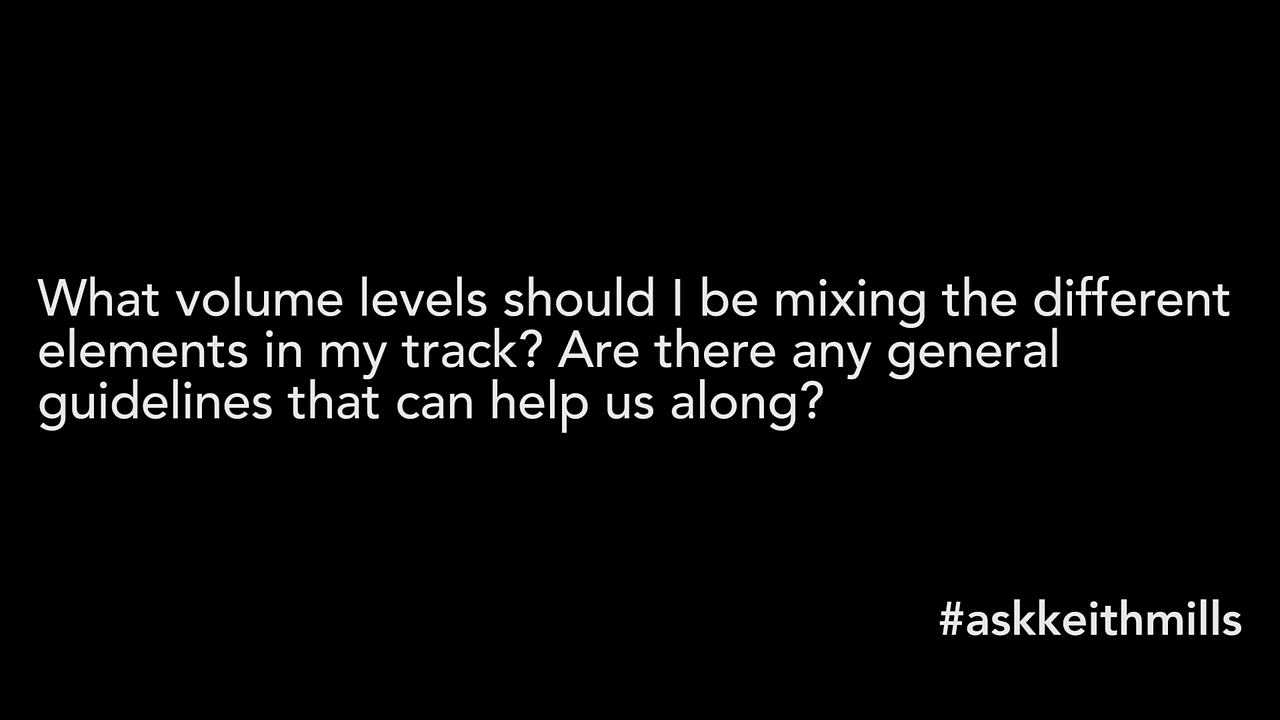 What volume levels should I be mixing the different
elements in my track? Are there any general
guidelines that can help us along?
#askkeithmills